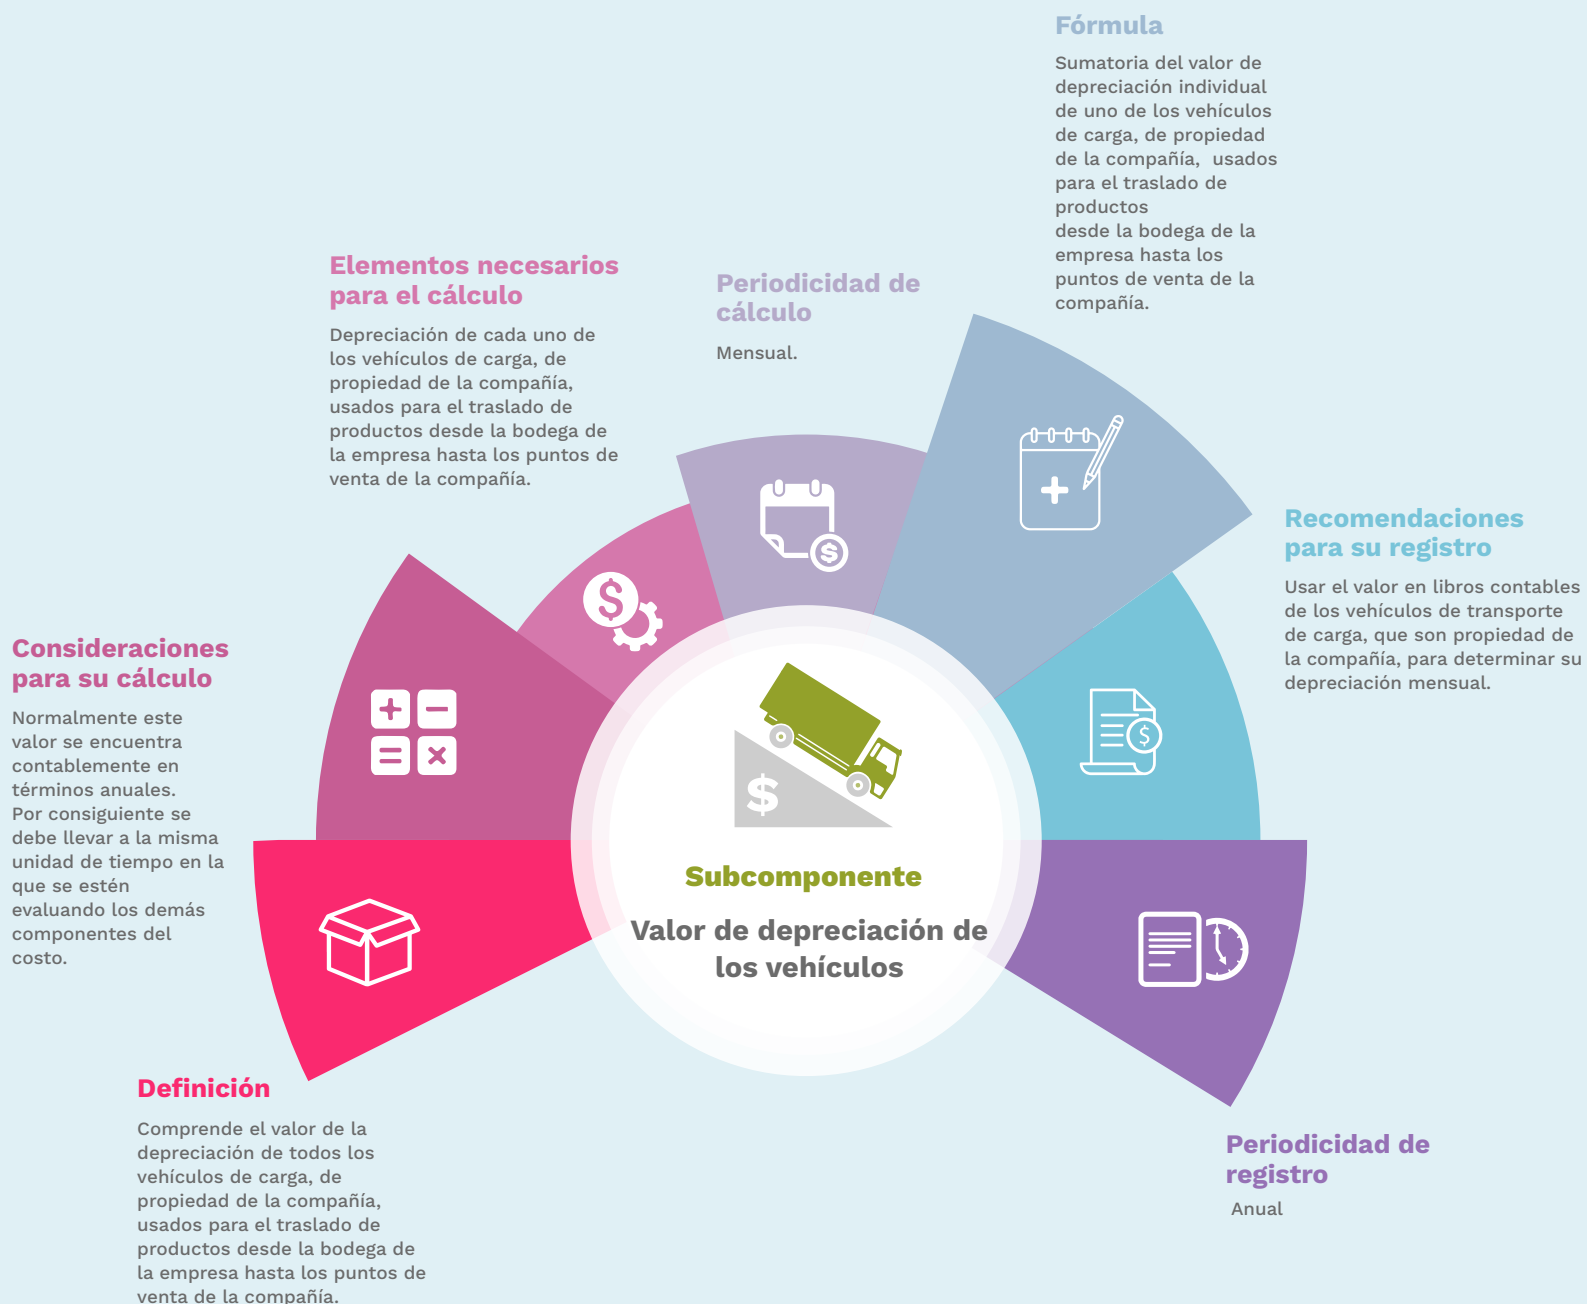 Fórmula
Sumatoria del valor de
depreciación individual
de uno de los vehículos
de carga, de propiedad
de la compañía, usados
para el traslado de
productos
desde la bodega de la
empresa hasta los
puntos de venta de la
compañía.
Elementos necesarios
para el cálculo
Depreciación de cada uno de
los vehículos de carga, de
propiedad de la compañía,
usados para el traslado de
productos desde la bodega de
la empresa hasta los puntos de
venta de la compañía.
Periodicidad de
cálculo
Mensual.
Recomendaciones
para su registro
Usar el valor en libros contables
de los vehículos de transporte
de carga, que son propiedad de
la compañía, para determinar su
depreciación mensual.
Consideraciones
para su cálculo
Normalmente este
valor se encuentra
contablemente en
términos anuales.
Por consiguiente se
debe llevar a la misma
unidad de tiempo en la
que se estén
evaluando los demás
componentes del
costo.
$
Subcomponente
Valor de depreciación de
los vehículos
Definición
Comprende el valor de la
depreciación de todos los
vehículos de carga, de
propiedad de la compañía,
usados para el traslado de
productos desde la bodega de
la empresa hasta los puntos de
venta de la compañía.
Periodicidad de
registro
Anual